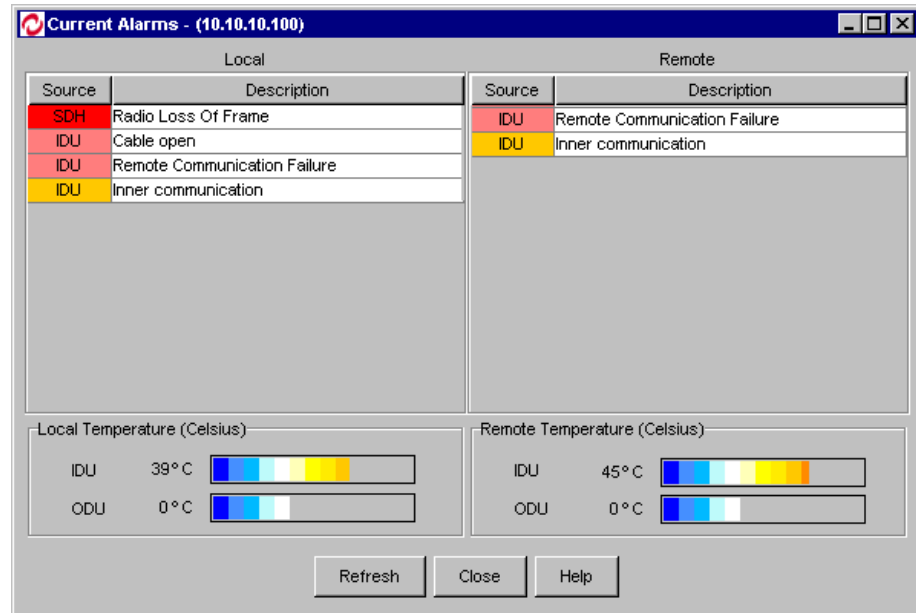 Current Alarms - (10.10.10.100)
Local
Remote
Source Description
Source Description
SDH Radio Loss Of Frame
IDU Cable open
IDU Remote Communication Failure
IDU Inner communication
IDU Remote Communication Failure
IDU Inner communication
Local Temperature (Celsius)
IDU 39° C
ODU 0° C
Remote Temperature (Celsius)
IDU 45° C
ODU 0° C
Refresh Close Help